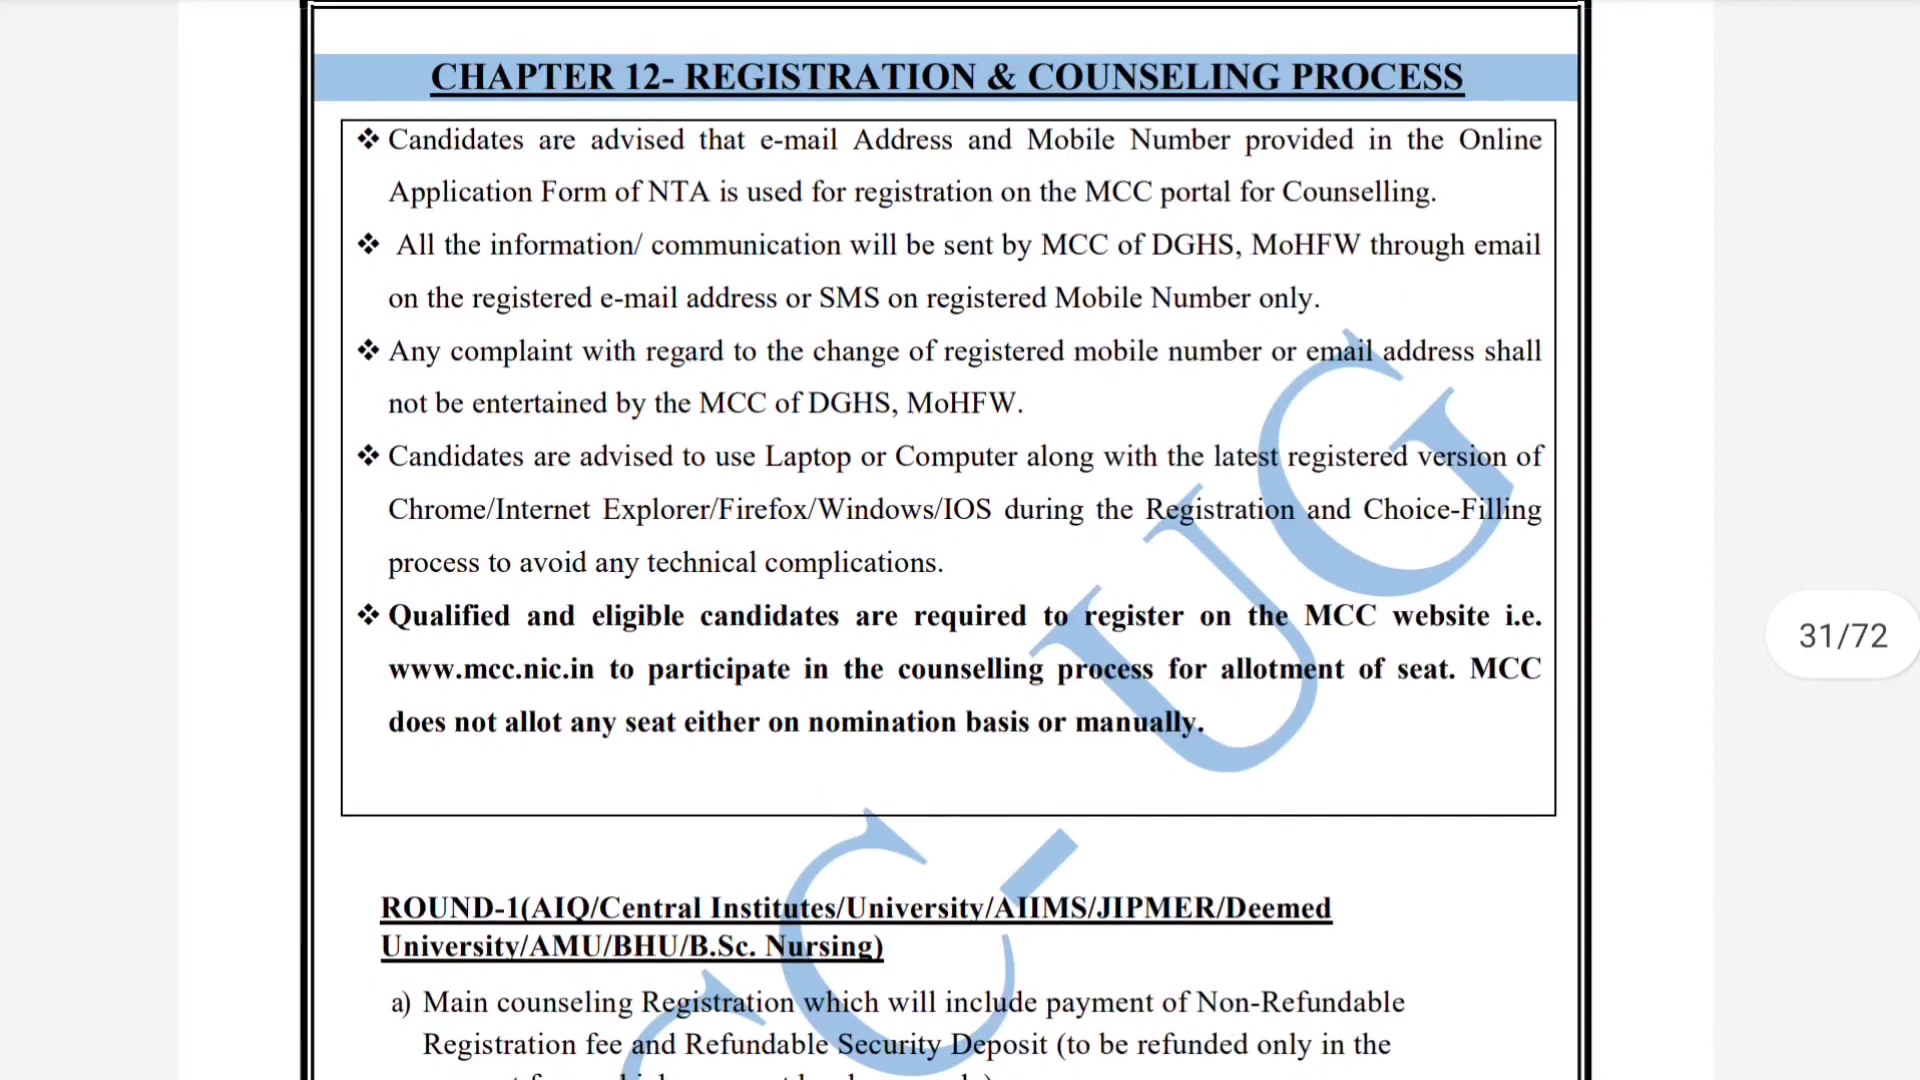 CHAPTER 12- REGISTRATION & COUNSELING PROCESS
❖ Candidates are advised that e-mail Address and Mobile Number provided in the Online
Application Form of NTA is used for registration on the MCC portal for Counselling.
❖ All the information/ communication will be sent by MCC of DGHS, MoHFW through email
on the registered e-mail address or SMS on registered Mobile Number only.
❖ Any complaint with regard to the change of registered mobile number or email address shall
not be entertained by the MCC of DGHS, MoHFW.
❖ Candidates are advised to use Laptop or Computer along with the latest registered version of
Chrome/Internet Explorer/Firefox/Windows/IOS during the Registration and Choice-Filling
process to avoid any technical complications.
❖ Qualified and eligible candidates are required to register on the MCC website i.e.
www.mcc.nic.in to participate in the counselling process for allotment of seat. MCC
does not allot any seat either on nomination basis or manually.
31/72
ROUND-1(AIQ/Central Institutes/University/AIIMS/JIPMER/Deemed
University/AMU/BHU/B.Sc. Nursing)
a) Main counseling Registration which will include payment of Non-Refundable
Registration fee and Refundable Security Deposit (to be refunded only in the
C- UG